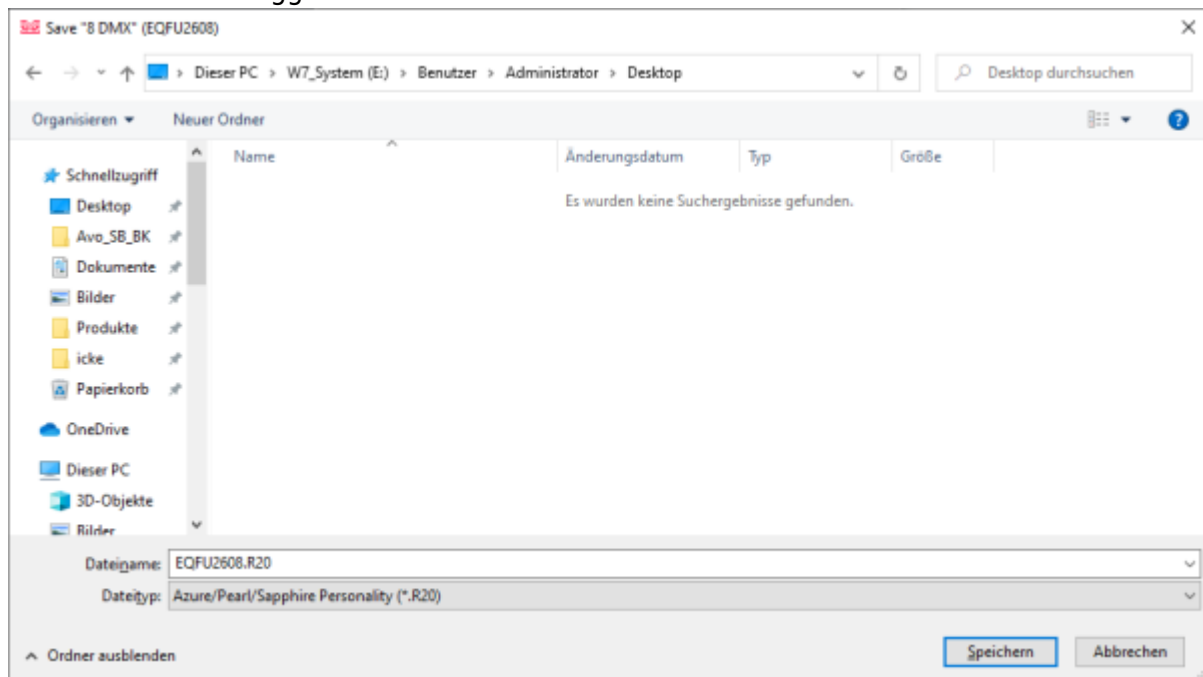 Save "8 DMX" (EQFU2608)
Dieser PC > W7_System (E:) > Benutzer > Administrator > Desktop
Desktop durchsuchen
Organisieren
Neuer Ordner
Name
Änderungsdatum
Typ
Größe
Es wurden keine Suchergebnisse gefunden.
Schnellzugriff
Desktop
Avo_SB_BK
Dokumente
Bilder
Produkte
icke
Papierkorb
OneDrive
Dieser PC
3D-Objekte
Bilder
Dateiname: EQFU2608.R20
Dateityp: Azure/Pearl/Sapphire Personality (*.R20)
Ordner ausblenden
Speichern
Abbrechen